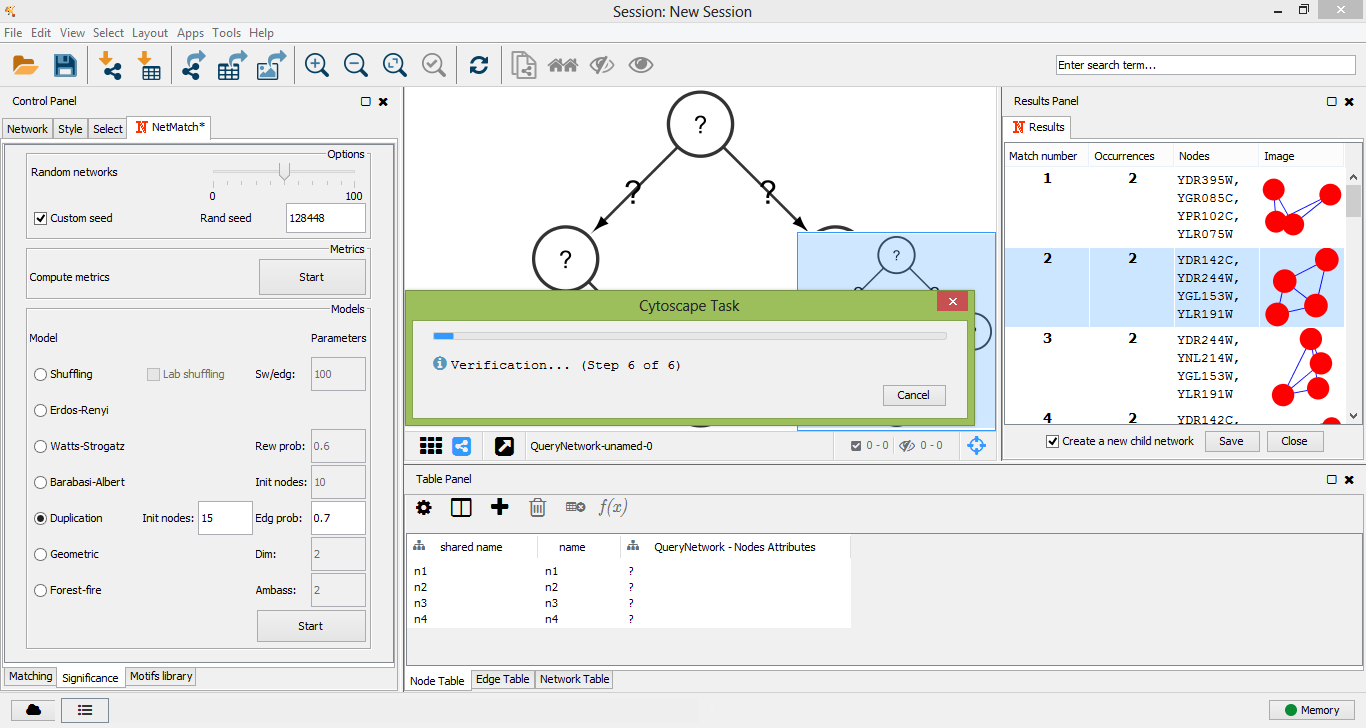 Session: New Session
File Edit View Select Layout Apps Tools Help
Enter search term...
Control Panel
Network Style Select NetMatch*
Options
Random networks
0 100
Custom seed Rand seed 128448
Metrics
Compute metrics Start
Models
Model Parameters
Shuffling Lab shuffling Sw/edg: 100
Erdos-Renyi
Watts-Strogatz Rew prob: 0.6
Barabasi-Albert Init nodes: 10
Duplication Init nodes: 15 Edg prob: 0.7
Geometric Dim: 2
Forest-fire Ambass: 2
Start
Matching Significance Motifs library
?
? ?
?
?
Cytoscape Task
Verification... (Step 6 of 6)
Cancel
QueryNetwork-unamed-0 0 - 0 0 - 0
Results Panel
Results
Match number Occurrences Nodes Image
1 2 YDR395W,
YGR085C,
YPR102C,
YLR075W
2 2 YDR142C,
YDR244W,
YGL153W,
YLR191W
3 2 YDR244W,
YNL214W,
YGL153W,
YLR191W
4 2 YDR142C,
Create a new child network Save Close
Table Panel
f(x)
shared name name QueryNetwork - Nodes Attributes
n1 n1 ?
n2 n2 ?
n3 n3 ?
n4 n4 ?
Node Table Edge Table Network Table
Memory